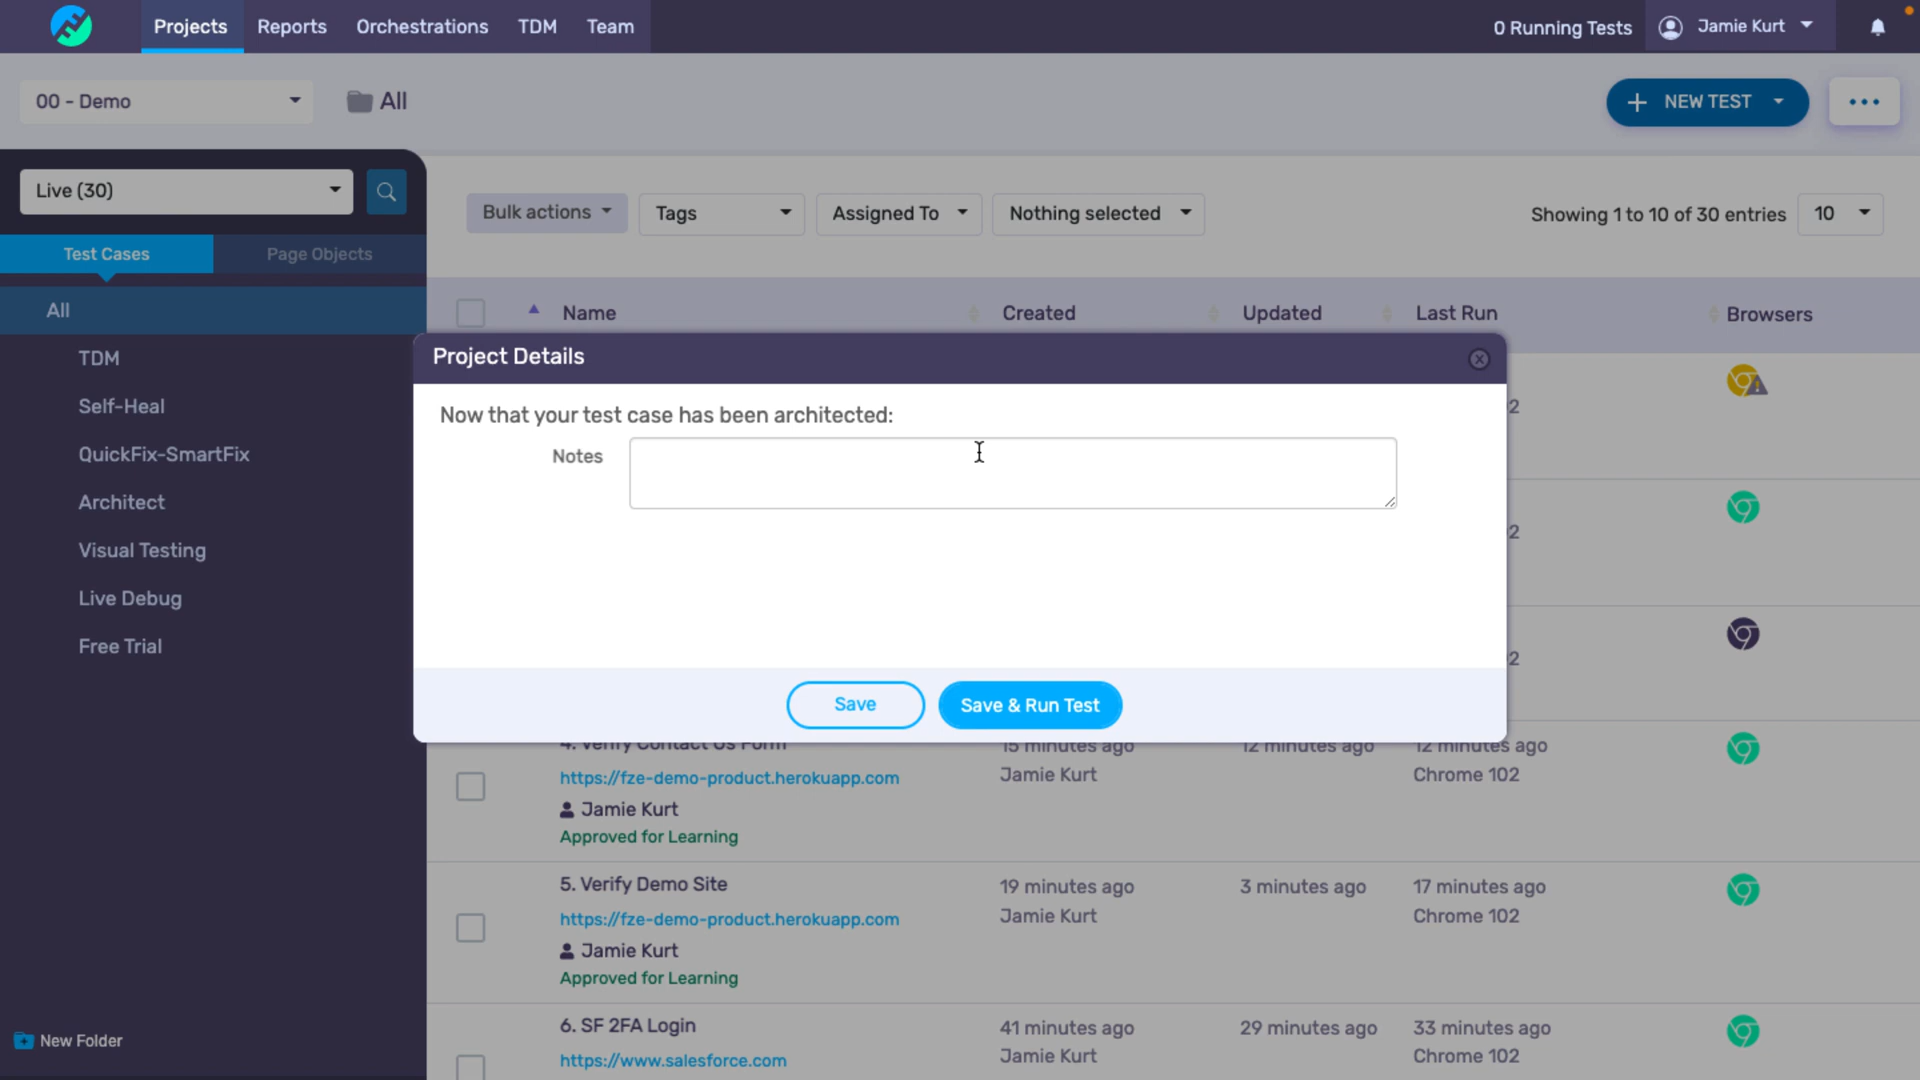 Projects Reports Orchestrations TDM Team 0 Running Tests Jamie Kurt
00 - Demo All NEW TEST
Live (30)
Bulk actions Tags Assigned To Nothing selected Showing 1 to 10 of 30 entries 10
Test Cases Page Objects
All
Name Created Updated Last Run Browsers
TDM
Self-Heal
QuickFix-SmartFix
Architect
Visual Testing
Live Debug
Free Trial
New Folder
Project Details
Now that your test case has been architected:
Notes
Save Save & Run Test
2
2
2
4. Verify Contact Us Form 15 minutes ago 12 minutes ago 12 minutes ago
https://fze-demo-product.herokuapp.com Jamie Kurt Chrome 102
Jamie Kurt
Approved for Learning
5. Verify Demo Site 19 minutes ago 3 minutes ago 17 minutes ago
https://fze-demo-product.herokuapp.com Jamie Kurt Chrome 102
Jamie Kurt
Approved for Learning
6. SF 2FA Login 41 minutes ago 29 minutes ago 33 minutes ago
https://www.salesforce.com Jamie Kurt Chrome 102